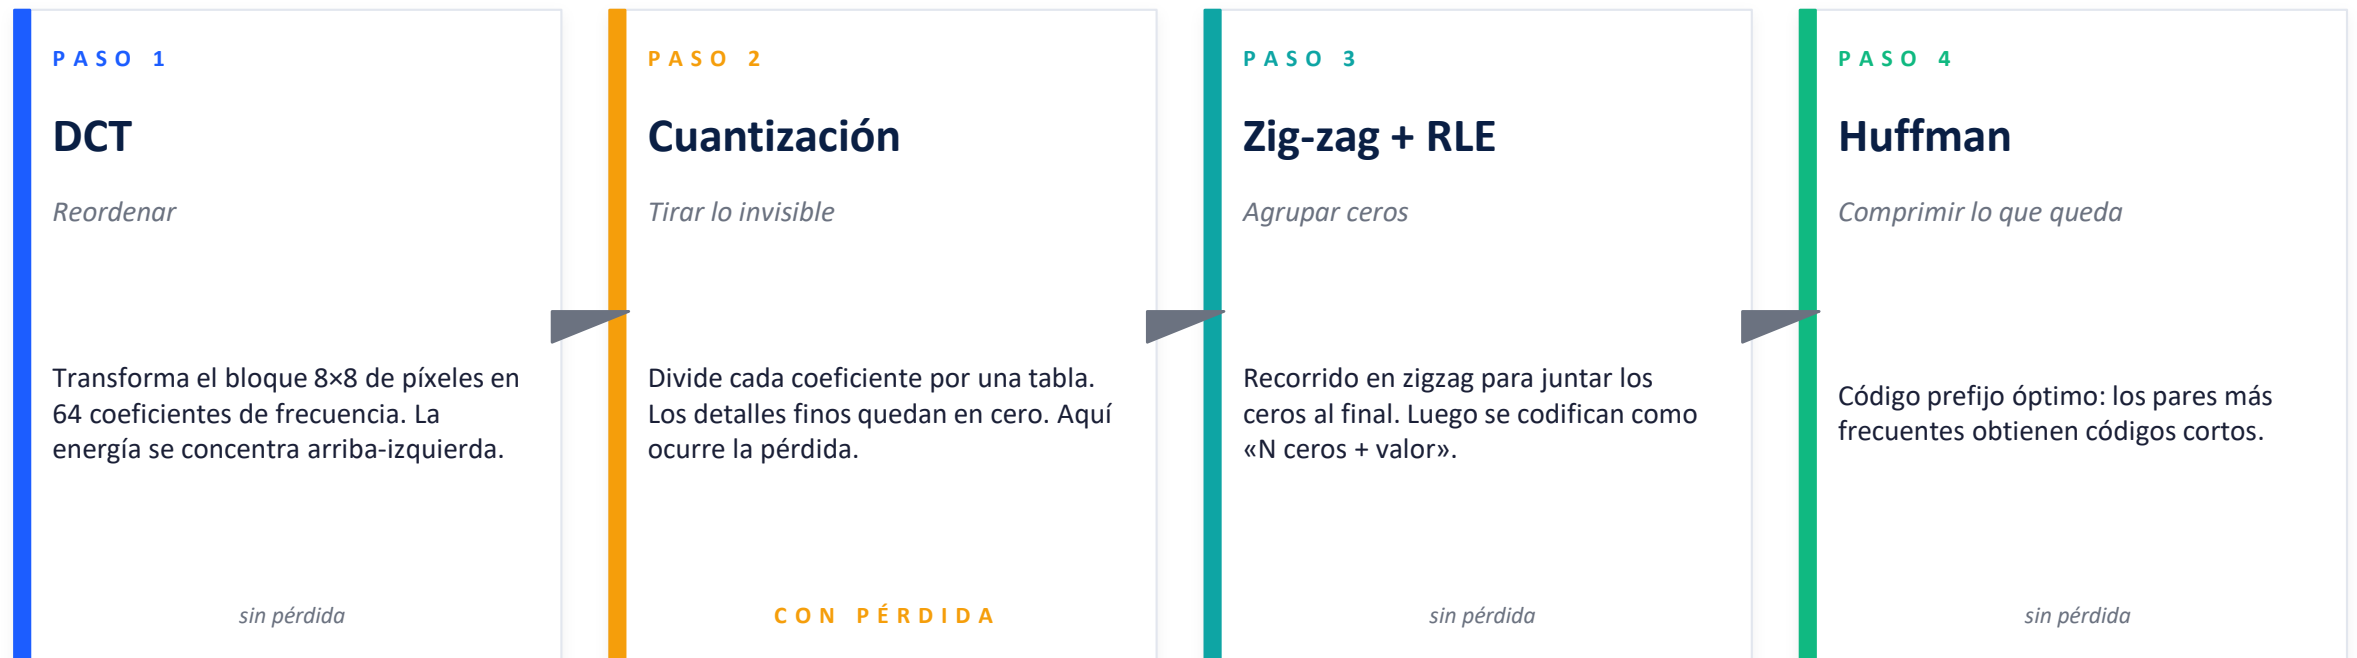 PASO 1
DCT
Reordenar
Transforma el bloque 8×8 de píxeles en
64 coeficientes de frecuencia. La
energía se concentra arriba-izquierda.
sin pérdida
PASO 2
Cuantización
Tirar lo invisible
Divide cada coeficiente por una tabla.
Los detalles finos quedan en cero. Aquí
ocurre la pérdida.
CON PÉRDIDA
PASO 3
Zig-zag + RLE
Agrupar ceros
Recorrido en zigzag para juntar los
ceros al final. Luego se codifican como
«N ceros + valor».
sin pérdida
PASO 4
Huffman
Comprimir lo que queda
Código prefijo óptimo: los pares más
frecuentes obtienen códigos cortos.
sin pérdida